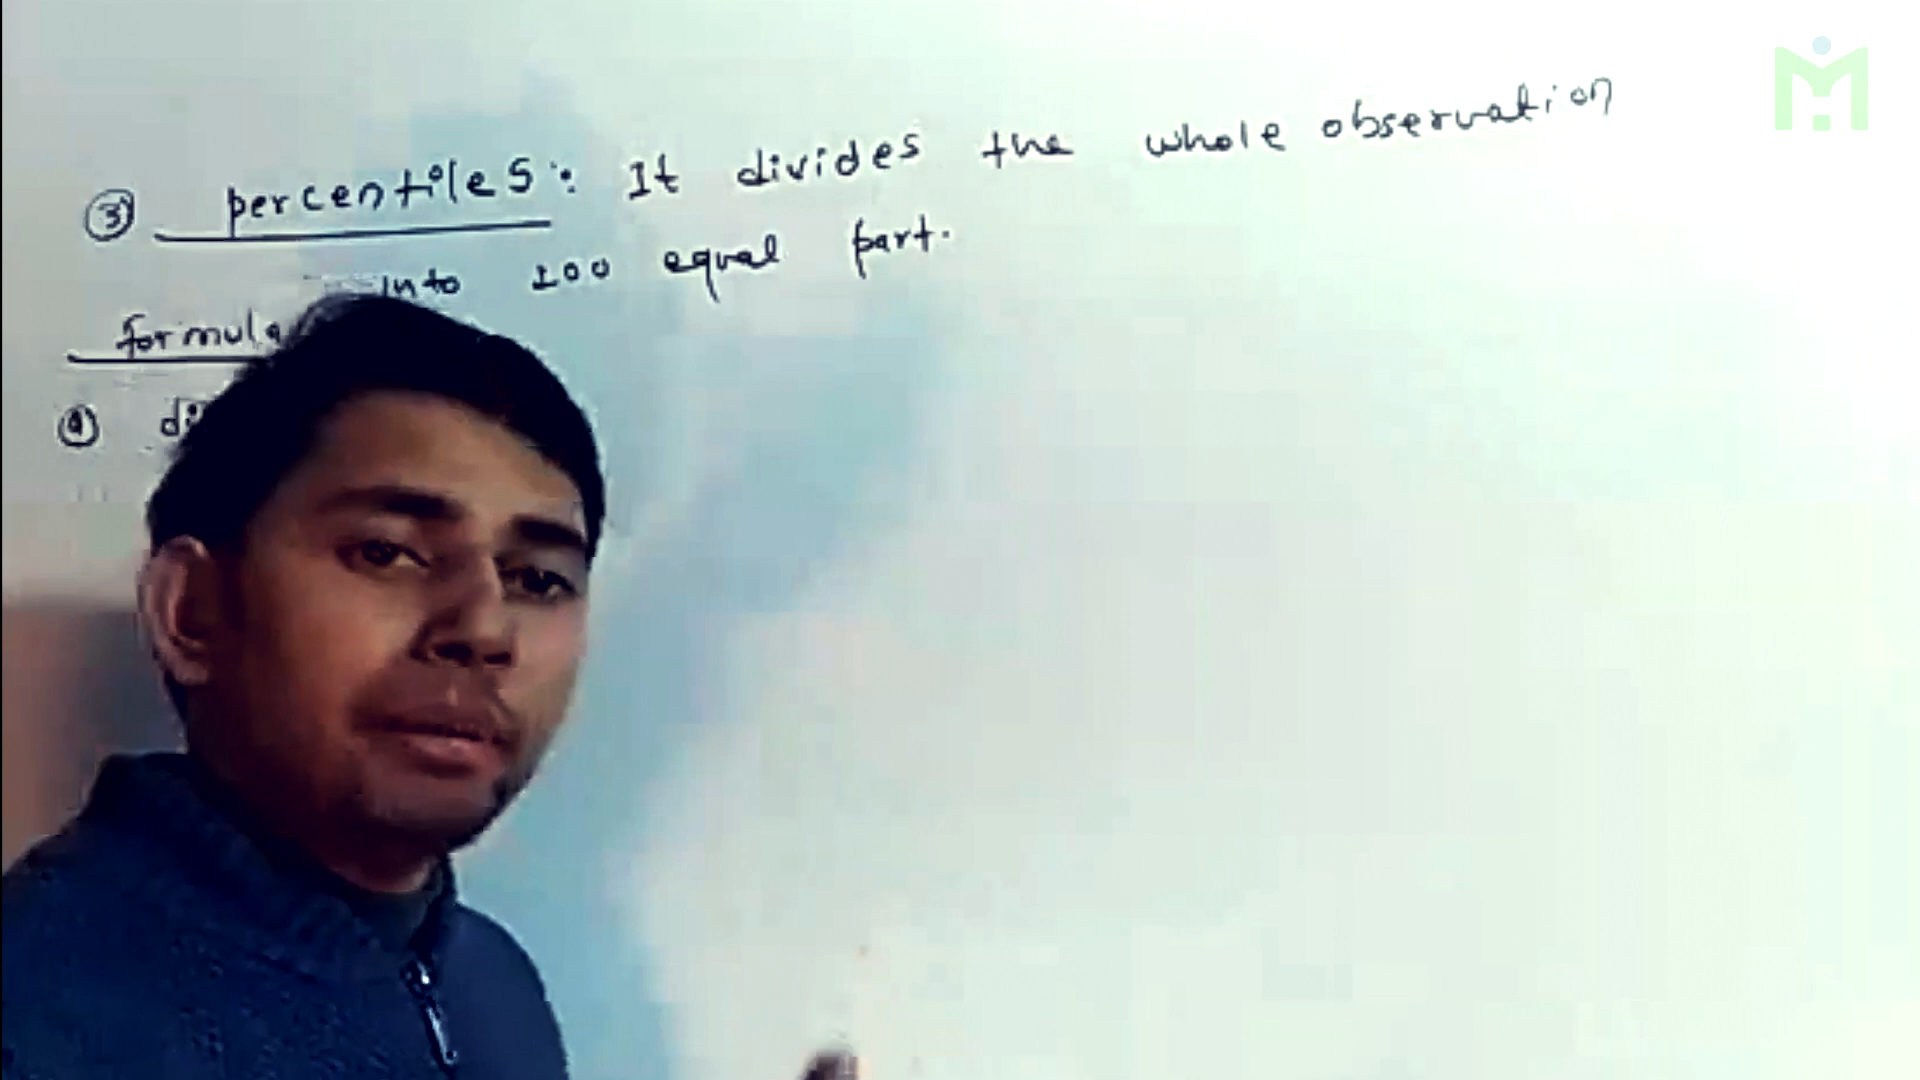 ③ percentiles: It divides the whole observation
into 100 equal part.
formula